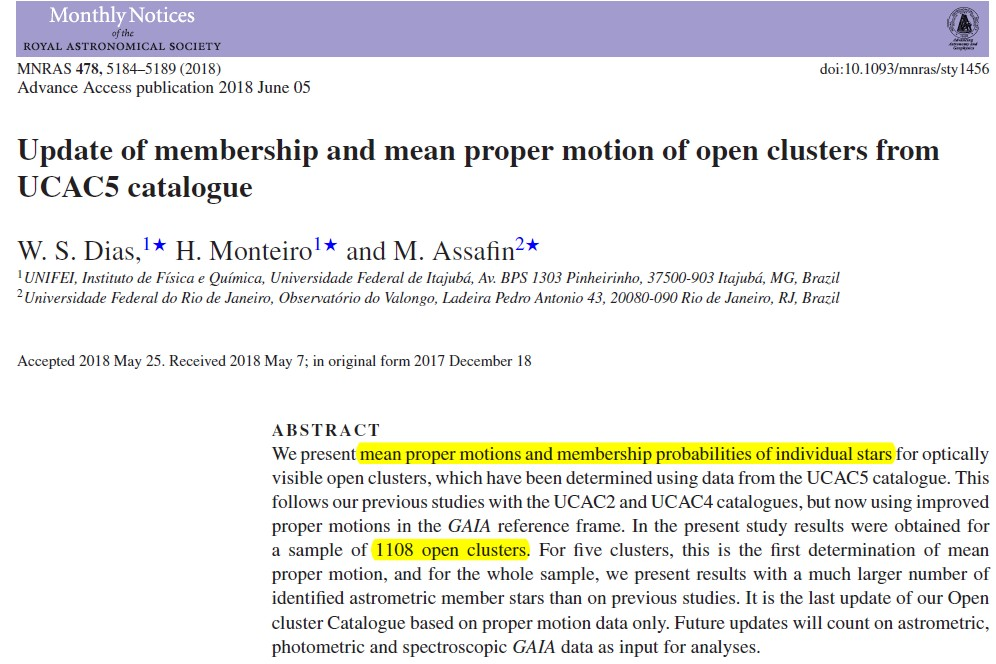 Monthly Notices
of the
ROYAL ASTRONOMICAL SOCIETY
MNRAS 478, 5184–5189 (2018)
doi:10.1093/mnras/sty1456
Advance Access publication 2018 June 05
Update of membership and mean proper motion of open clusters from
UCAC5 catalogue
W. S. Dias,1★ H. Monteiro1★ and M. Assafin2★
1UNIFEI, Instituto de Física e Química, Universidade Federal de Itajubá, Av. BPS 1303 Pinheirinho, 37500-903 Itajubá, MG, Brazil
2Universidade Federal do Rio de Janeiro, Observatório do Valongo, Ladeira Pedro Antonio 43, 20080-090 Rio de Janeiro, RJ, Brazil
Accepted 2018 May 25. Received 2018 May 7; in original form 2017 December 18
ABSTRACT
We present mean proper motions and membership probabilities of individual stars for optically
visible open clusters, which have been determined using data from the UCAC5 catalogue. This
follows our previous studies with the UCAC2 and UCAC4 catalogues, but now using improved
proper motions in the GAIA reference frame. In the present study results were obtained for
a sample of 1108 open clusters. For five clusters, this is the first determination of mean
proper motion, and for the whole sample, we present results with a much larger number of
identified astrometric member stars than on previous studies. It is the last update of our Open
cluster Catalogue based on proper motion data only. Future updates will count on astrometric,
photometric and spectroscopic GAIA data as input for analyses.